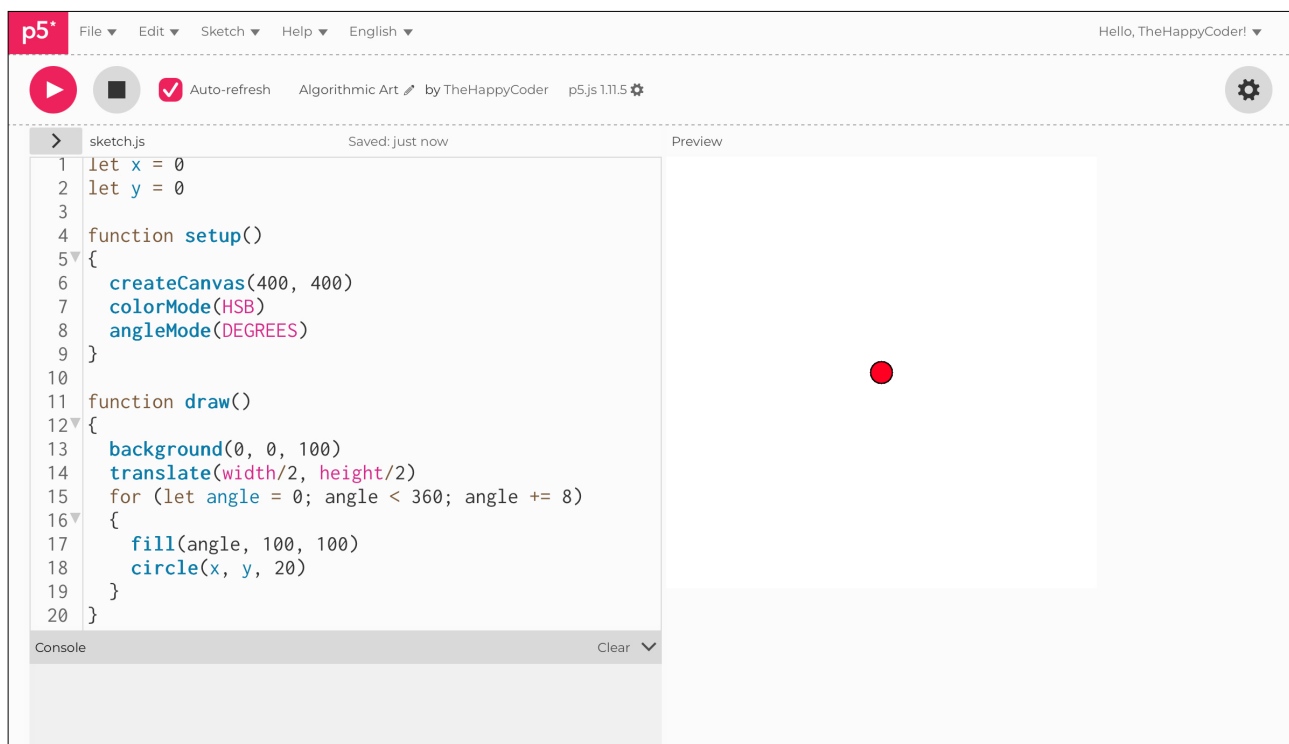 p5* File Edit Sketch Help English Hello, TheHappyCoder!
Auto-refresh Algorithmic Art by TheHappyCoder p5.js 1.11.5
sketch.js Saved: just now Preview
1 let x = 0
2 let y = 0
3
4 function setup()
5 {
6 createCanvas(400, 400)
7 colorMode(HSB)
8 angleMode(DEGREES)
9 }
10
11 function draw()
12 {
13 background(0, 0, 100)
14 translate(width/2, height/2)
15 for (let angle = 0; angle < 360; angle += 8)
16 {
17 fill(angle, 100, 100)
18 circle(x, y, 20)
19 }
20 }
Console Clear